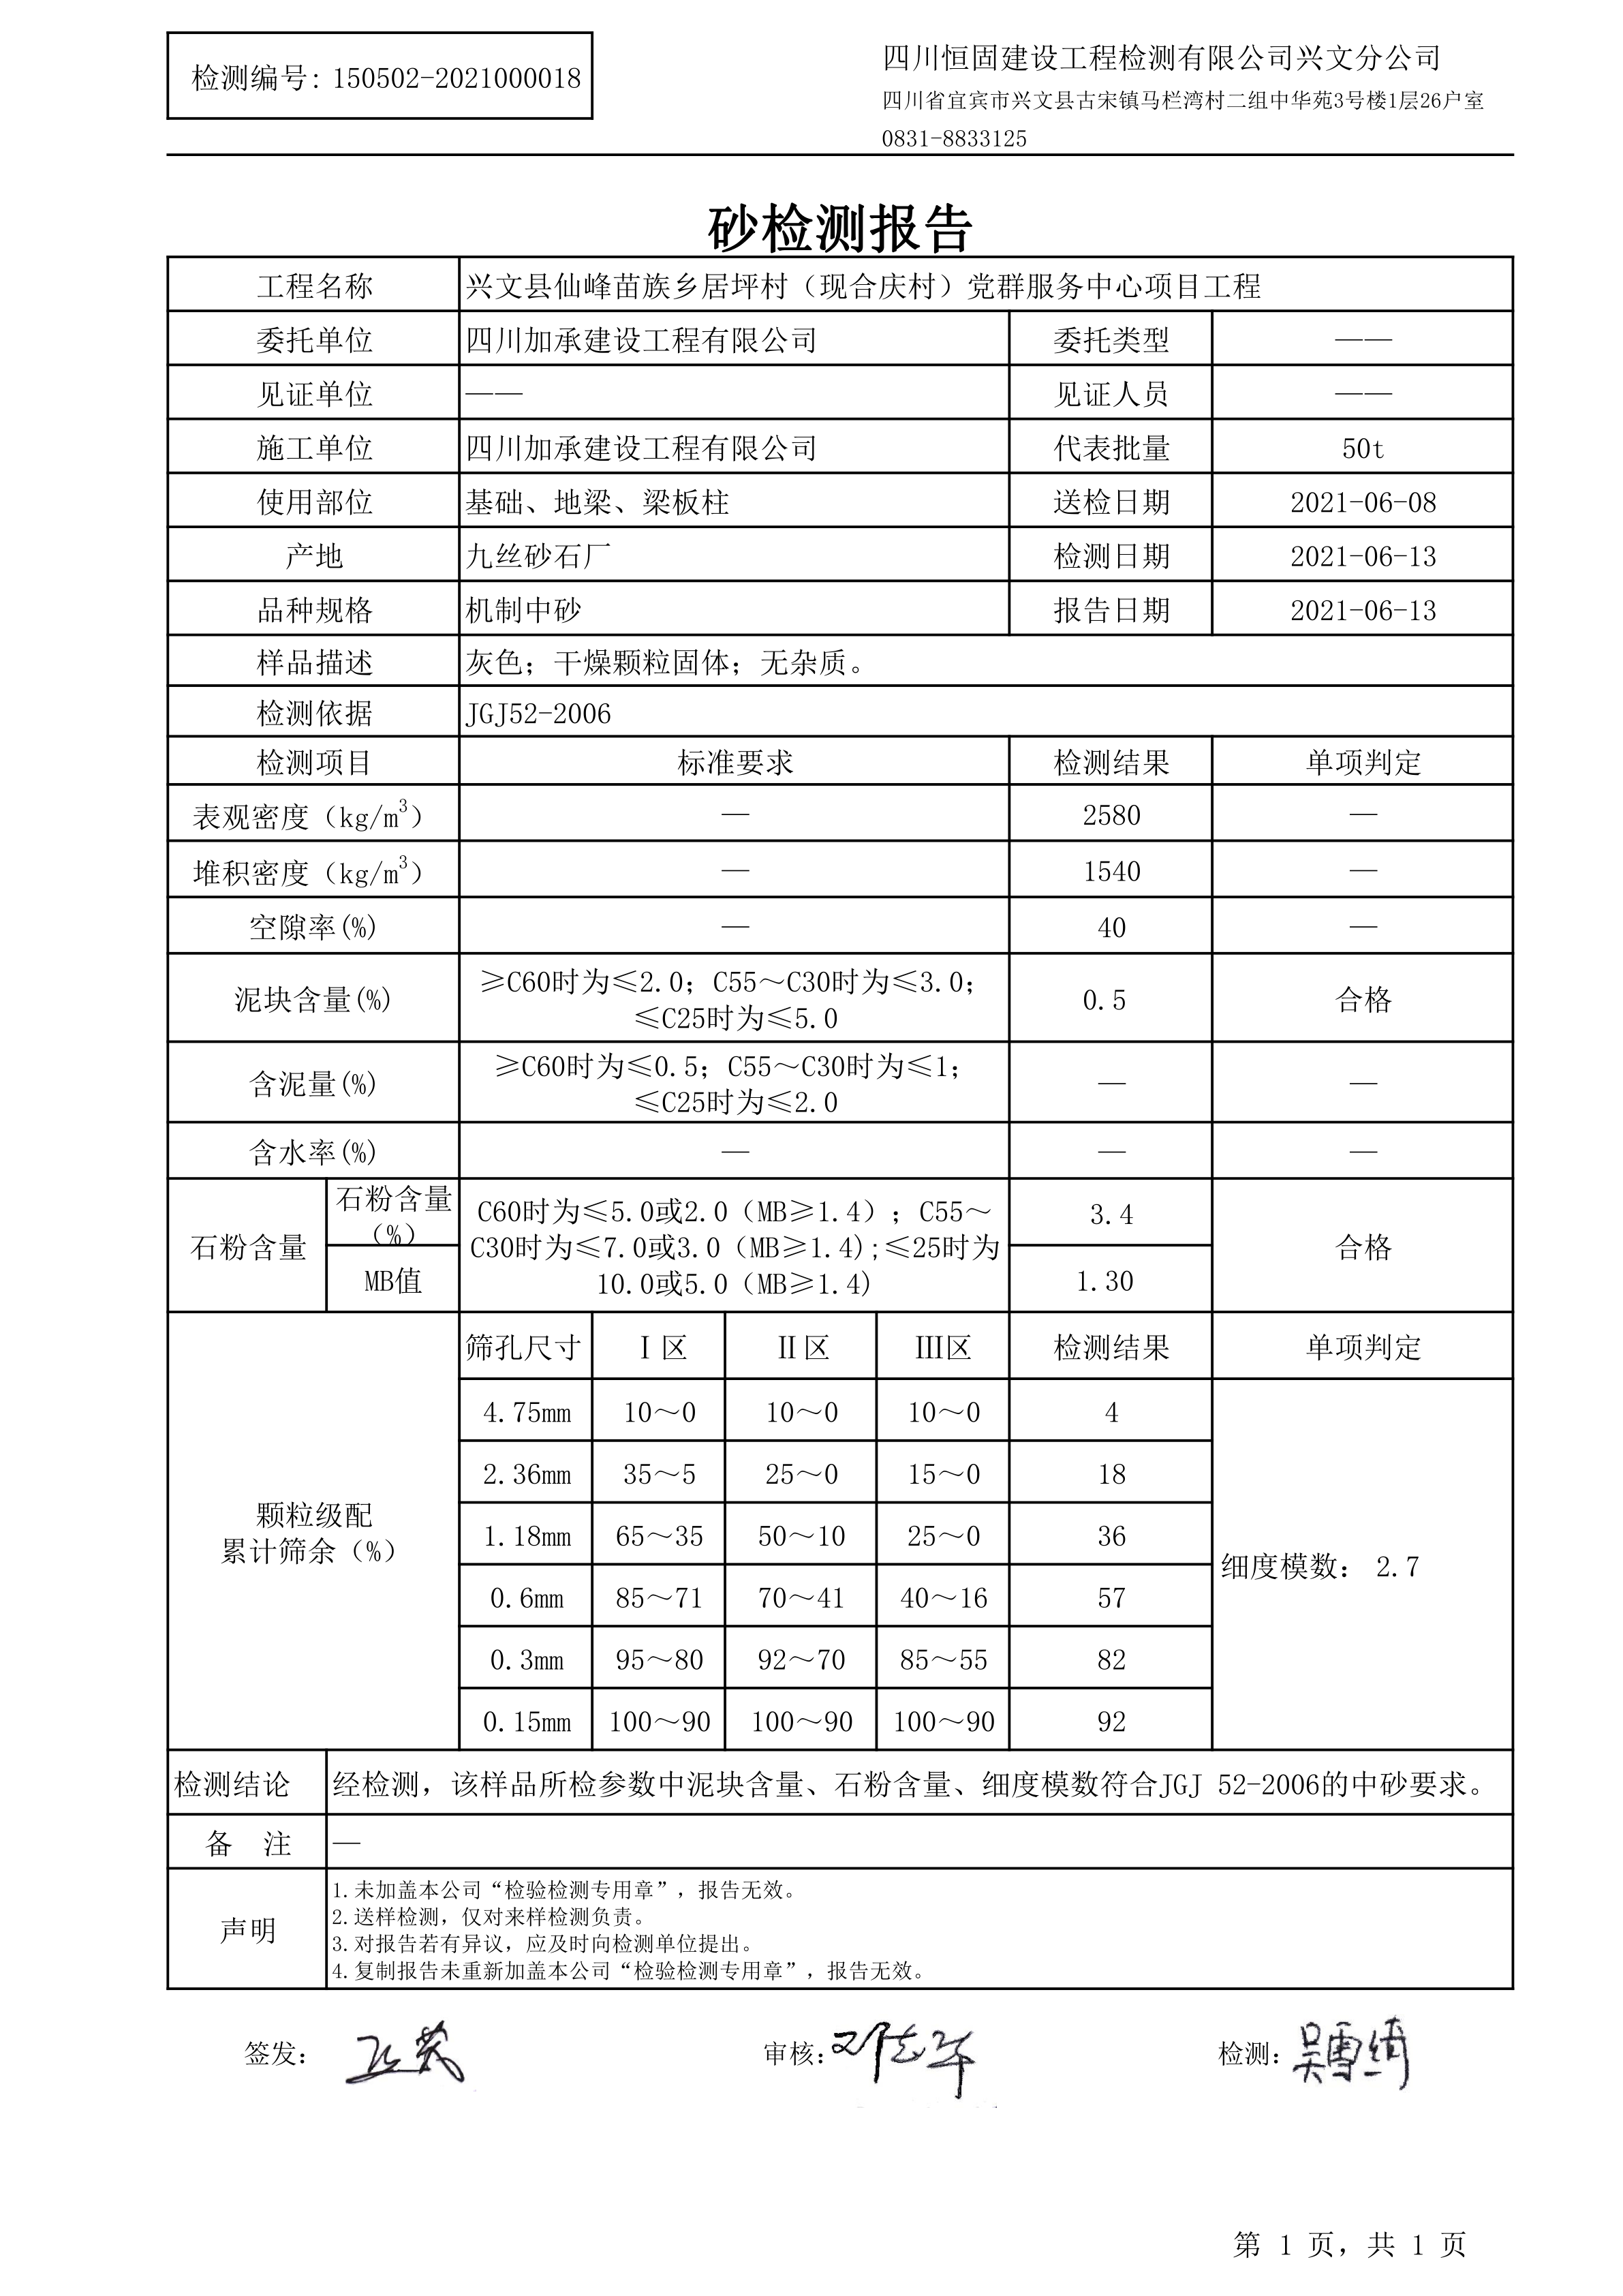 检测编号: 150502-2021000018
四川恒固建设工程检测有限公司兴文分公司
四川省宜宾市兴文县古宋镇马栏湾村二组中华苑3号楼1层26户室
0831-8833125
砂检测报告
工程名称 兴文县仙峰苗族乡居坪村（现合庆村）党群服务中心项目工程
委托单位 四川加承建设工程有限公司 委托类型 ——
见证单位 —— 见证人员 ——
施工单位 四川加承建设工程有限公司 代表批量 50t
使用部位 基础、地梁、梁板柱 送检日期 2021-06-08
产地 九丝砂石厂 检测日期 2021-06-13
品种规格 机制中砂 报告日期 2021-06-13
样品描述 灰色；干燥颗粒固体；无杂质。
检测依据 JGJ52-2006
检测项目 标准要求 检测结果 单项判定
表观密度（kg/m³） — 2580 —
堆积密度（kg/m³） — 1540 —
空隙率(%) — 40 —
泥块含量(%) ≥C60时为≤2.0；C55～C30时为≤3.0；
≤C25时为≤5.0 0.5 合格
含泥量(%) ≥C60时为≤0.5；C55～C30时为≤1；
≤C25时为≤2.0 — —
含水率(%) — — —
石粉含量 石粉含量
（%） C60时为≤5.0或2.0（MB≥1.4）；C55～
C30时为≤7.0或3.0（MB≥1.4);≤25时为
10.0或5.0（MB≥1.4) 3.4 合格
MB值 1.30
颗粒级配
累计筛余（%）
筛孔尺寸 Ⅰ区 Ⅱ区 Ⅲ区 检测结果 单项判定
4.75mm 10～0 10～0 10～0 4
2.36mm 35～5 25～0 15～0 18
1.18mm 65～35 50～10 25～0 36
0.6mm 85～71 70～41 40～16 57
0.3mm 95～80 92～70 85～55 82
0.15mm 100～90 100～90 100～90 92
细度模数： 2.7
检测结论 经检测，该样品所检参数中泥块含量、石粉含量、细度模数符合JGJ 52-2006的中砂要求。
备 注 —
声明
1.未加盖本公司“检验检测专用章”，报告无效。
2.送样检测，仅对来样检测负责。
3.对报告若有异议，应及时向检测单位提出。
4.复制报告未重新加盖本公司“检验检测专用章”，报告无效。
签发： 审核： 检测：吴雪绮
第 1 页，共 1 页